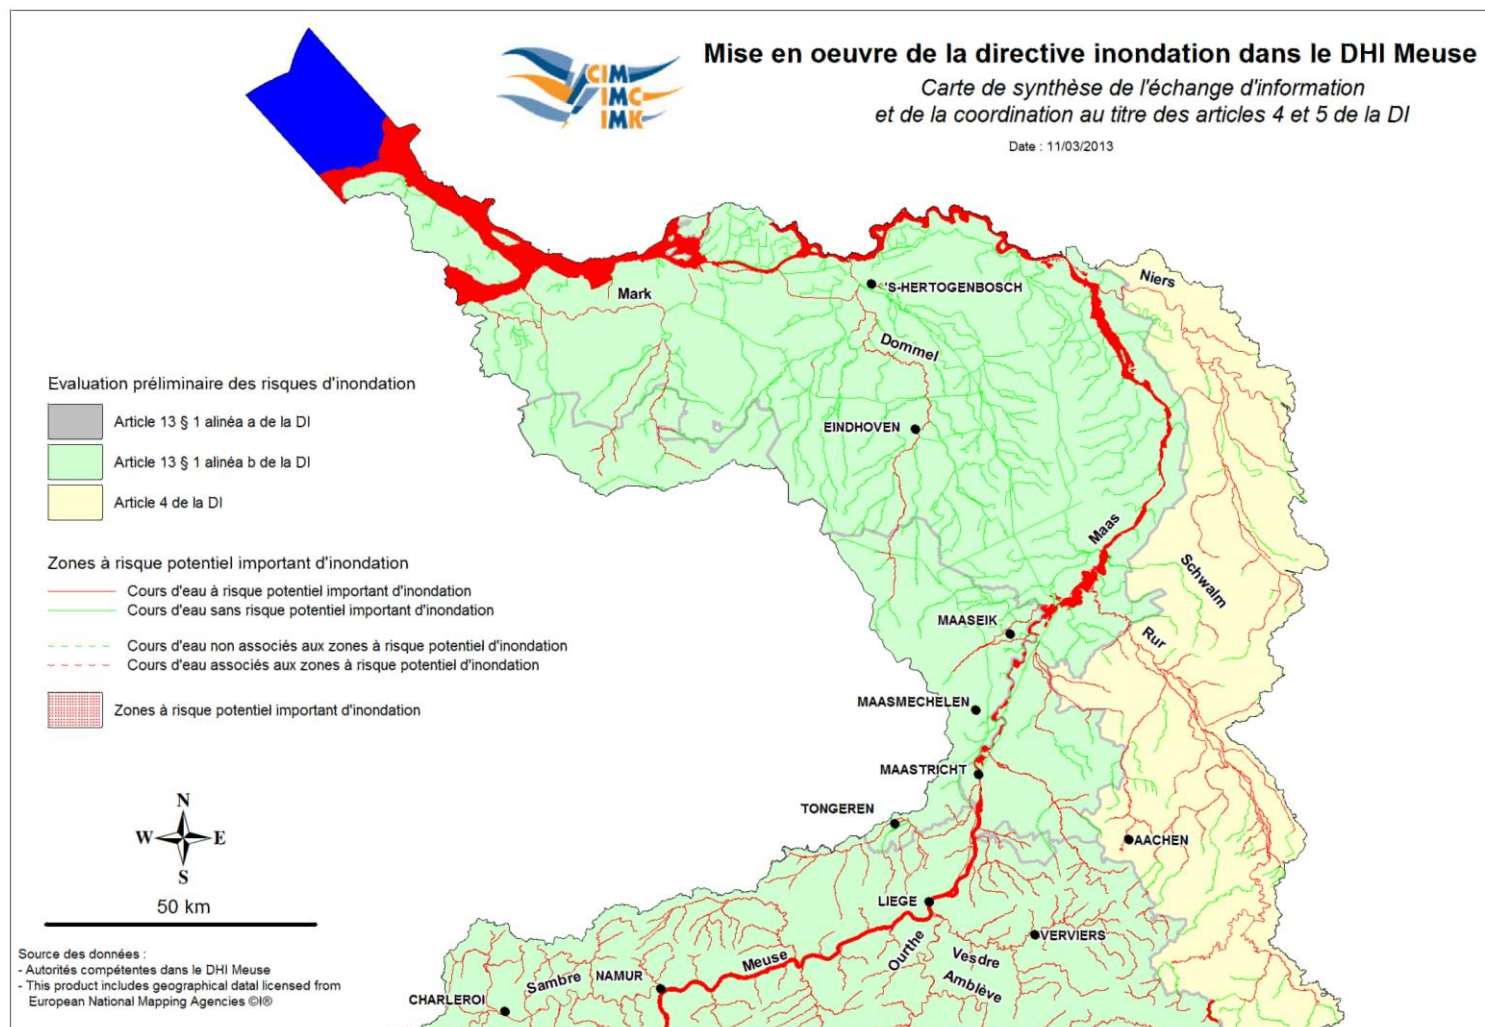 Mise en oeuvre de la directive inondation dans le DHI Meuse
Carte de synthèse de l'échange d'information
et de la coordination au titre des articles 4 et 5 de la DI
Date : 11/03/2013
CIM
IMC
IMK
Niers
Mark
'S-HERTOGENBOSCH
Dommel
Evaluation préliminaire des risques d'inondation
Article 13 § 1 alinéa a de la DI
Article 13 § 1 alinéa b de la DI
Article 4 de la DI
EINDHOVEN
Maas
Schwalm
Zones à risque potentiel important d'inondation
Cours d'eau à risque potentiel important d'inondation
Cours d'eau sans risque potentiel important d'inondation
Cours d'eau non associés aux zones à risque potentiel d'inondation
Cours d'eau associés aux zones à risque potentiel d'inondation
Zones à risque potentiel important d'inondation
MAASEIK
Rur
MAASMECHELEN
MAASTRICHT
TONGEREN
AACHEN
N
W E
S
50 km
LIEGE
VERVIERS
Ourthe
Vesdre
Amblève
Meuse
Sambre
NAMUR
CHARLEROI
Source des données :
- Autorités compétentes dans le DHI Meuse
- This product includes geographical datal licensed from
European National Mapping Agencies ©I®